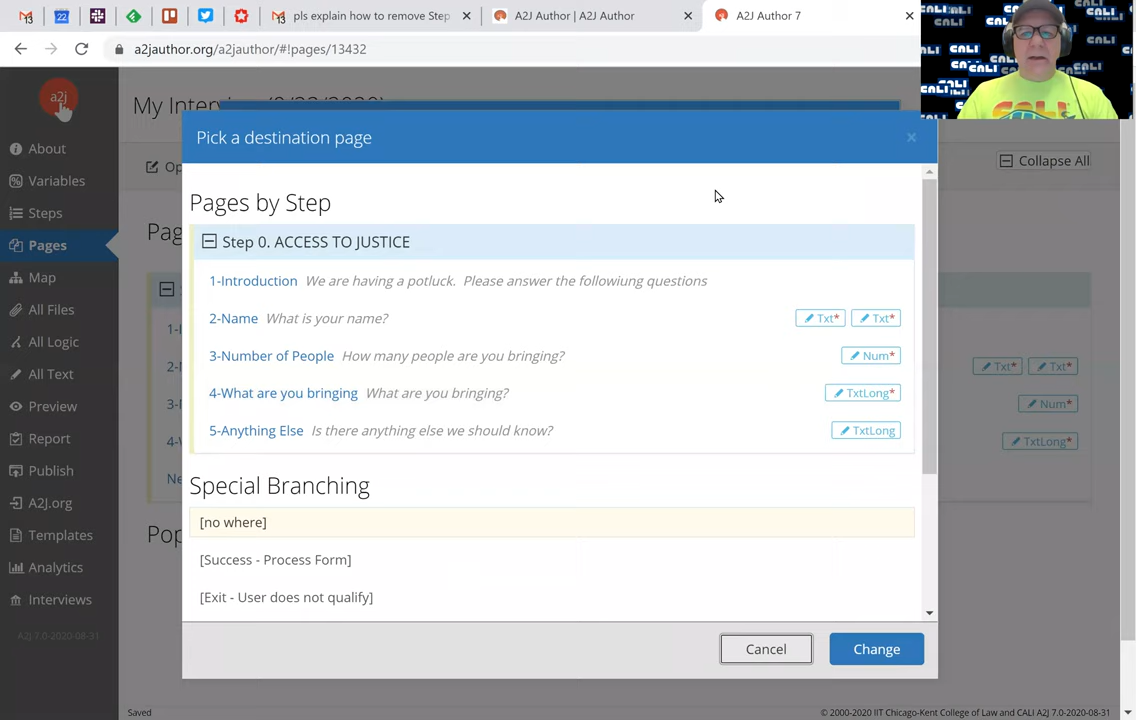 pls explain how to remove Step
A2J Author | A2J Author
A2J Author 7
a2jauthor.org/a2jauthor/#!pages/13432
a2j
About
Variables
Steps
Pages
Map
All Files
All Logic
All Text
Preview
Report
Publish
A2J.org
Templates
Analytics
Interviews
A2J 7.0-2020-08-31
Collapse All
Pick a destination page
Pages by Step
Step 0. ACCESS TO JUSTICE
1-Introduction We are having a potluck. Please answer the followiung questions
2-Name What is your name? Txt* Txt*
3-Number of People How many people are you bringing? Num*
4-What are you bringing What are you bringing? TxtLong*
5-Anything Else Is there anything else we should know? TxtLong
Special Branching
[no where]
[Success - Process Form]
[Exit - User does not qualify]
Cancel Change
Txt* Txt*
Num*
TxtLong*
Saved
© 2000-2020 IIT Chicago-Kent College of Law and CALI A2J 7.0-2020-08-31
CALI